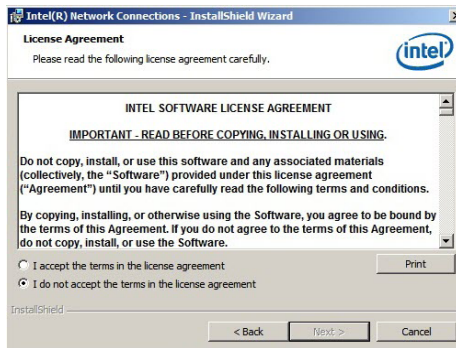 Intel(R) Network Connections - InstallShield Wizard
License Agreement
Please read the following license agreement carefully.
intel
INTEL SOFTWARE LICENSE AGREEMENT
IMPORTANT - READ BEFORE COPYING, INSTALLING OR USING.
Do not copy, install, or use this software and any associated materials
(collectively, the “Software”) provided under this license agreement
(“Agreement”) until you have carefully read the following terms and conditions.
By copying, installing, or otherwise using the Software, you agree to be bound by
the terms of this Agreement. If you do not agree to the terms of this Agreement,
do not copy, install, or use the Software.
I accept the terms in the license agreement
Print
I do not accept the terms in the license agreement
InstallShield
< Back
Next >
Cancel